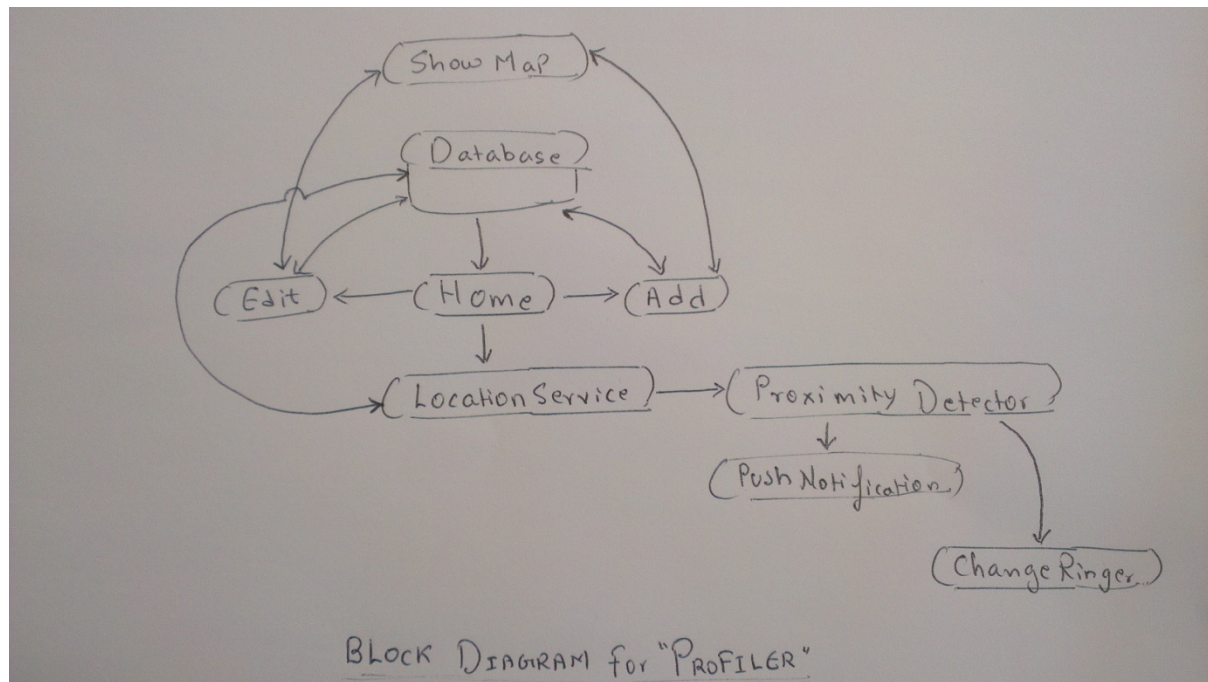 Show Map
Database
Edit
Home
Add
Location Service
Proximity Detector
Push Notification
Change Ringer
BLOCK DIAGRAM for "PROFILER"